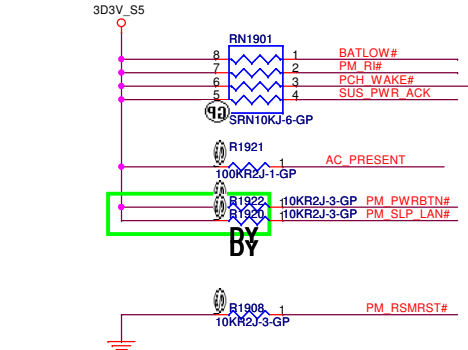 3D3V_S5
RN1901
8 1 BATLOW#
7 2 PM_RI#
6 3 PCH_WAKE#
5 4 SUS_PWR_ACK
SRN10KJ-6-GP
R1921
1 AC_PRESENT
100KR2J-1-GP
R1922 1 10KR2J-3-GP PM_PWRBTN#
R1920 1 10KR2J-3-GP PM_SLP_LAN#
DY
DY
R1908
1 PM_RSMRST#
10KR2J-3-GP